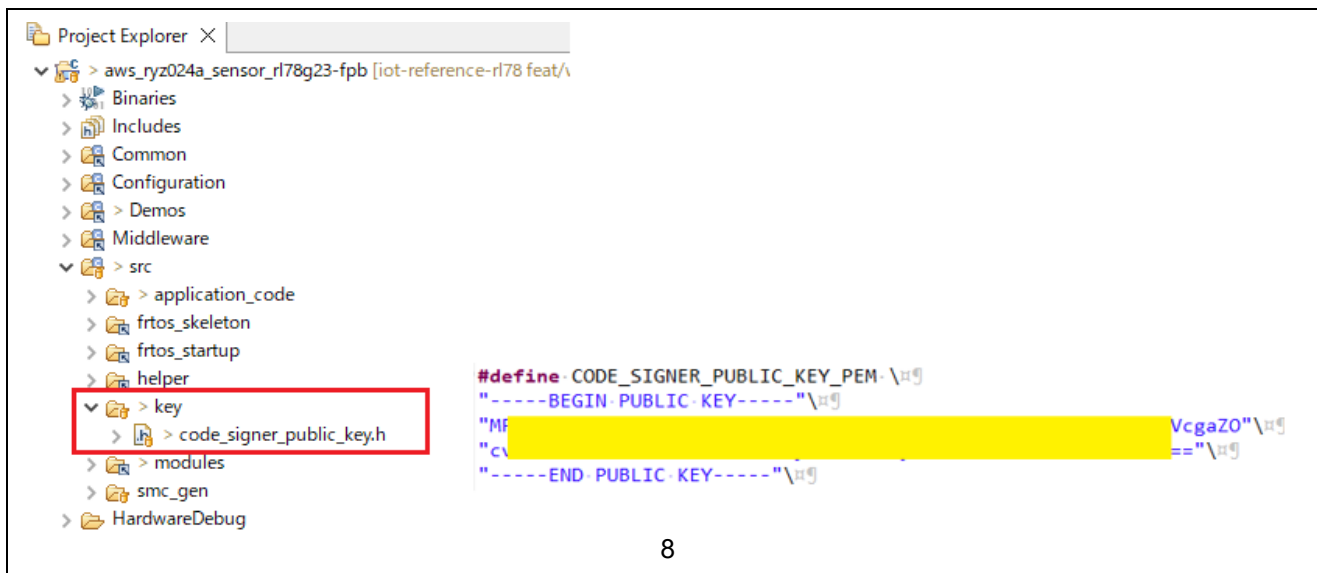 Project Explorer
> aws_ryz024a_sensor_rl78g23-fpb [iot-reference-rl78 feat/v
Binaries
Includes
Common
Configuration
> Demos
Middleware
> src
> application_code
frtos_skeleton
frtos_startup
helper
> key
> code_signer_public_key.h
> modules
smc_gen
HardwareDebug
#define CODE_SIGNER_PUBLIC_KEY_PEM \
"-----BEGIN PUBLIC KEY-----"\
"MF VcgaZO"\
"cv =="\
"-----END PUBLIC KEY-----"\
8